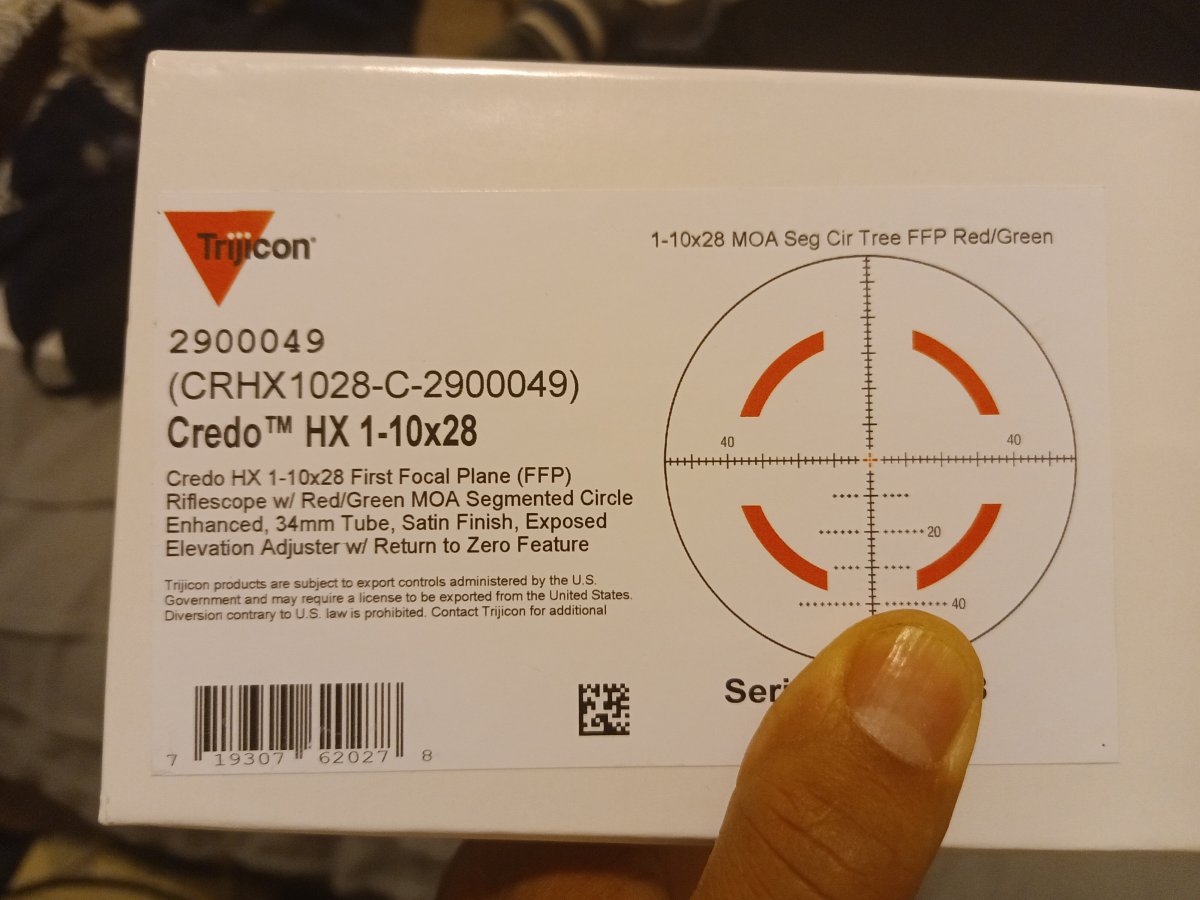 Trijicon®
2900049
(CRHX1028-C-2900049)
Credo™ HX 1-10x28
Credo HX 1-10x28 First Focal Plane (FFP)
Riflescope w/ Red/Green MOA Segmented Circle
Enhanced, 34mm Tube, Satin Finish, Exposed
Elevation Adjuster w/ Return to Zero Feature
Trijicon products are subject to export controls administered by the U.S.
Government and may require a license to be exported from the United States.
Diversion contrary to U.S. law is prohibited. Contact Trijicon for additional
7 19307 62027 8
1-10x28 MOA Seg Cir Tree FFP Red/Green
40 40
20
40